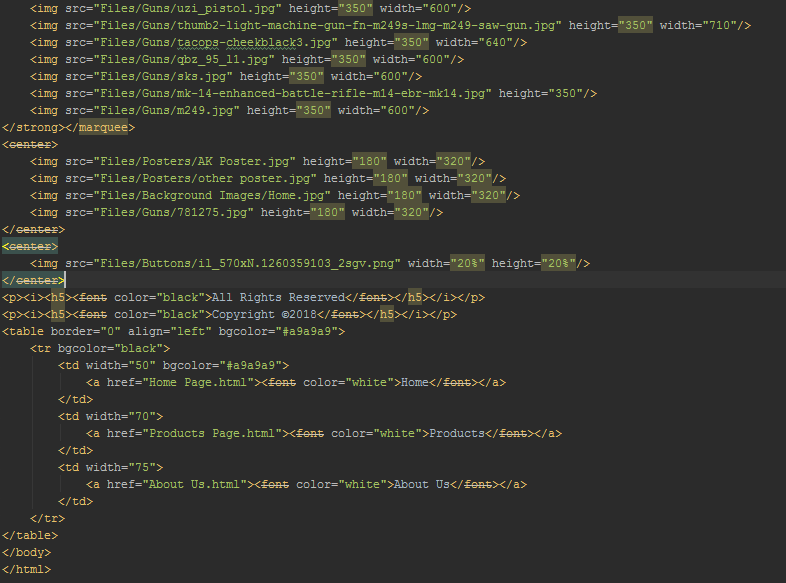 <img src="Files/Guns/uzi_pistol.jpg" height="350" width="600"/>
<img src="Files/Guns/thumb2-light-machine-gun-fn-m249s-lmg-m249-saw-gun.jpg" height="350" width="710"/>
<img src="Files/Guns/tacops-cheekblack3.jpg" height="350" width="640"/>
<img src="Files/Guns/qbz_95_l1.jpg" height="350" width="600"/>
<img src="Files/Guns/sks.jpg" height="350" width="600"/>
<img src="Files/Guns/mk-14-enhanced-battle-rifle-m14-ebr-mk14.jpg" height="350"/>
<img src="Files/Guns/m249.jpg" height="350" width="600"/>
</strong></marquee>
<center>
<img src="Files/Posters/AK Poster.jpg" height="180" width="320"/>
<img src="Files/Posters/other poster.jpg" height="180" width="320"/>
<img src="Files/Background Images/Home.jpg" height="180" width="320"/>
<img src="Files/Guns/781275.jpg" height="180" width="320"/>
</center>
<center>
<img src="Files/Buttons/il_570xN.1260359103_2sgv.png" width="20%" height="20%"/>
</center>
<p><i><h5><font color="black">All Rights Reserved</font></h5></i></p>
<p><i><h5><font color="black">Copyright ©2018</font></h5></i></p>
<table border="0" align="left" bgcolor="#a9a9a9">
<tr bgcolor="black">
<td width="50" bgcolor="#a9a9a9">
<a href="Home Page.html"><font color="white">Home</font></a>
</td>
<td width="70">
<a href="Products Page.html"><font color="white">Products</font></a>
</td>
<td width="75">
<a href="About Us.html"><font color="white">About Us</font></a>
</td>
</tr>
</table>
</body>
</html>